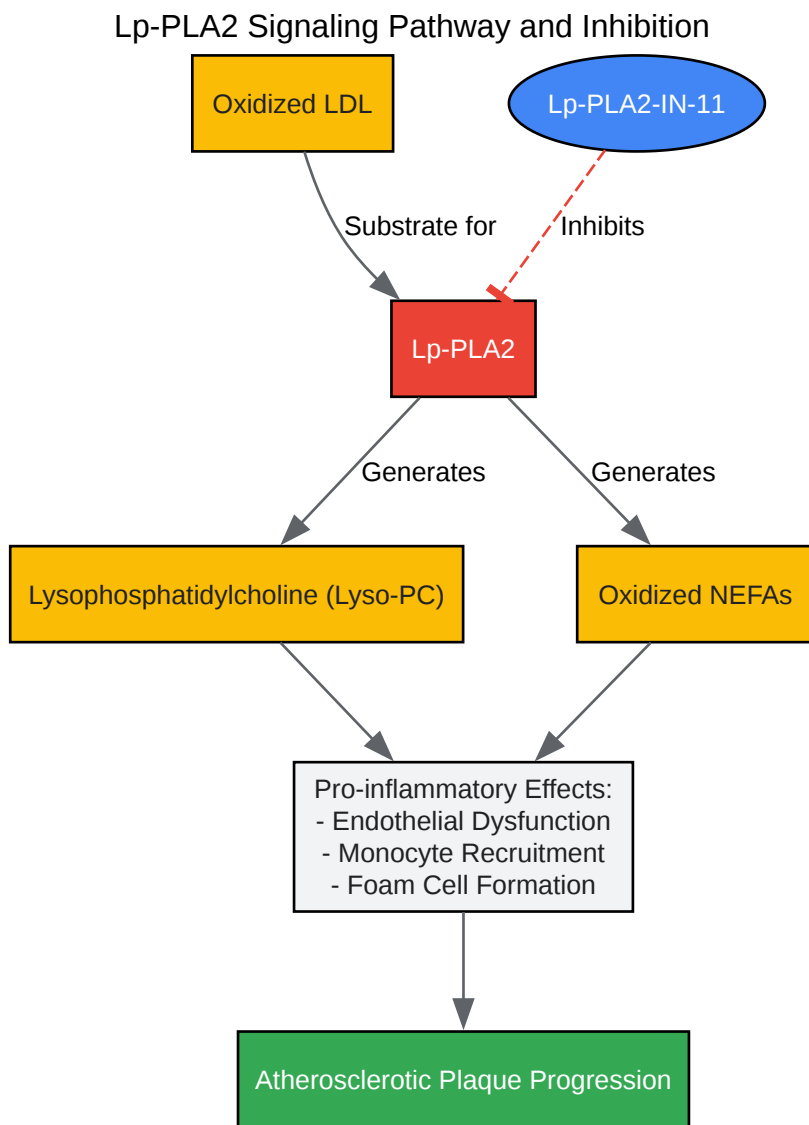 Lp-PLA2 Signaling Pathway and Inhibition
Oxidized LDL
Lp-PLA2-IN-11
Substrate for
Inhibits
Lp-PLA2
Generates
Generates
Lysophosphatidylcholine (Lyso-PC)
Oxidized NEFAs
Pro-inflammatory Effects:
- Endothelial Dysfunction
- Monocyte Recruitment
- Foam Cell Formation
Atherosclerotic Plaque Progression